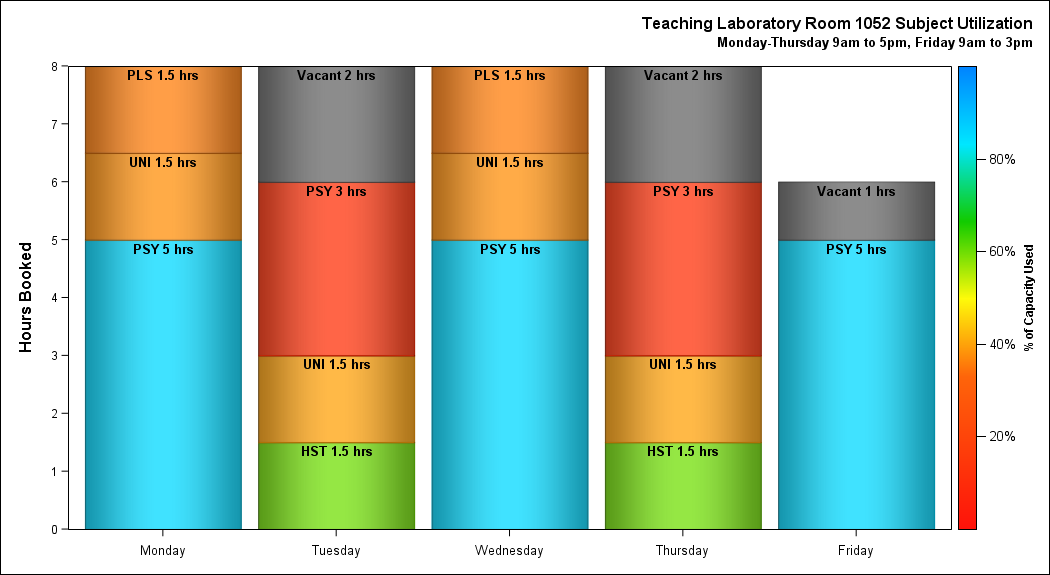 Teaching Laboratory Room 1052 Subject Utilization
Monday-Thursday 9am to 5pm, Friday 9am to 3pm
Hours Booked
8
7
6
5
4
3
2
1
0
PLS 1.5 hrs
UNI 1.5 hrs
PSY 5 hrs
Vacant 2 hrs
PSY 3 hrs
UNI 1.5 hrs
HST 1.5 hrs
PLS 1.5 hrs
UNI 1.5 hrs
PSY 5 hrs
Vacant 2 hrs
PSY 3 hrs
UNI 1.5 hrs
HST 1.5 hrs
Vacant 1 hrs
PSY 5 hrs
Monday
Tuesday
Wednesday
Thursday
Friday
80%
60%
40%
20%
% of Capacity Used